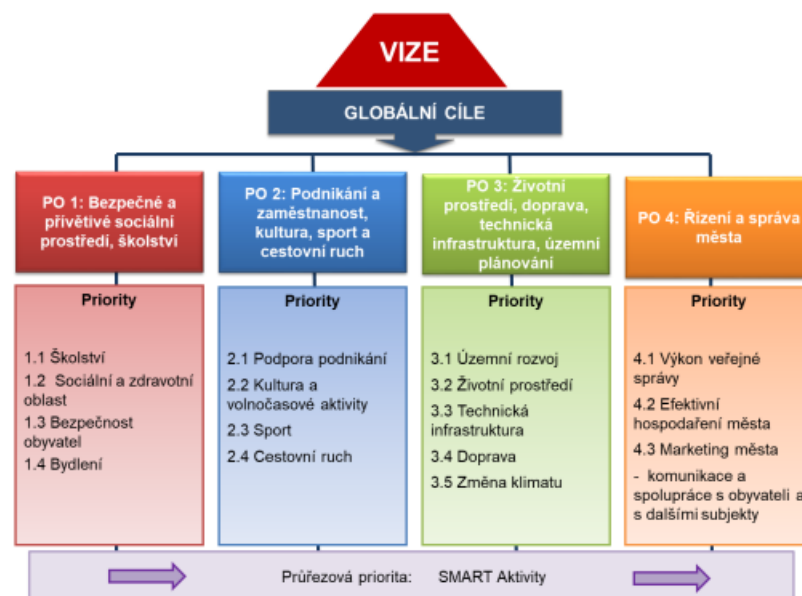 VIZE
GLOBÁLNÍ CÍLE
PO 1: Bezpečné a
přívětivé sociální
prostředí, školství
PO 2: Podnikání a
zaměstnanost,
kultura, sport a
cestovní ruch
PO 3: Životní
prostředí, doprava,
technická
infrastruktura, územní
plánování
PO 4: Řízení a správa
města
Priority
1.1 Školství
1.2 Sociální a zdravotní
oblast
1.3 Bezpečnost
obyvatel
1.4 Bydlení
Priority
2.1 Podpora podnikání
2.2 Kultura a
volnočasové aktivity
2.3 Sport
2.4 Cestovní ruch
Priority
3.1 Územní rozvoj
3.2 Životní prostředí
3.3 Technická
infrastruktura
3.4 Doprava
3.5 Změna klimatu
Priority
4.1 Výkon veřejné
správy
4.2 Efektivní
hospodaření města
4.3 Marketing města
- komunikace a
spolupráce s obyvateli a
s dalšími subjekty
Průřezová priorita: SMART Aktivity